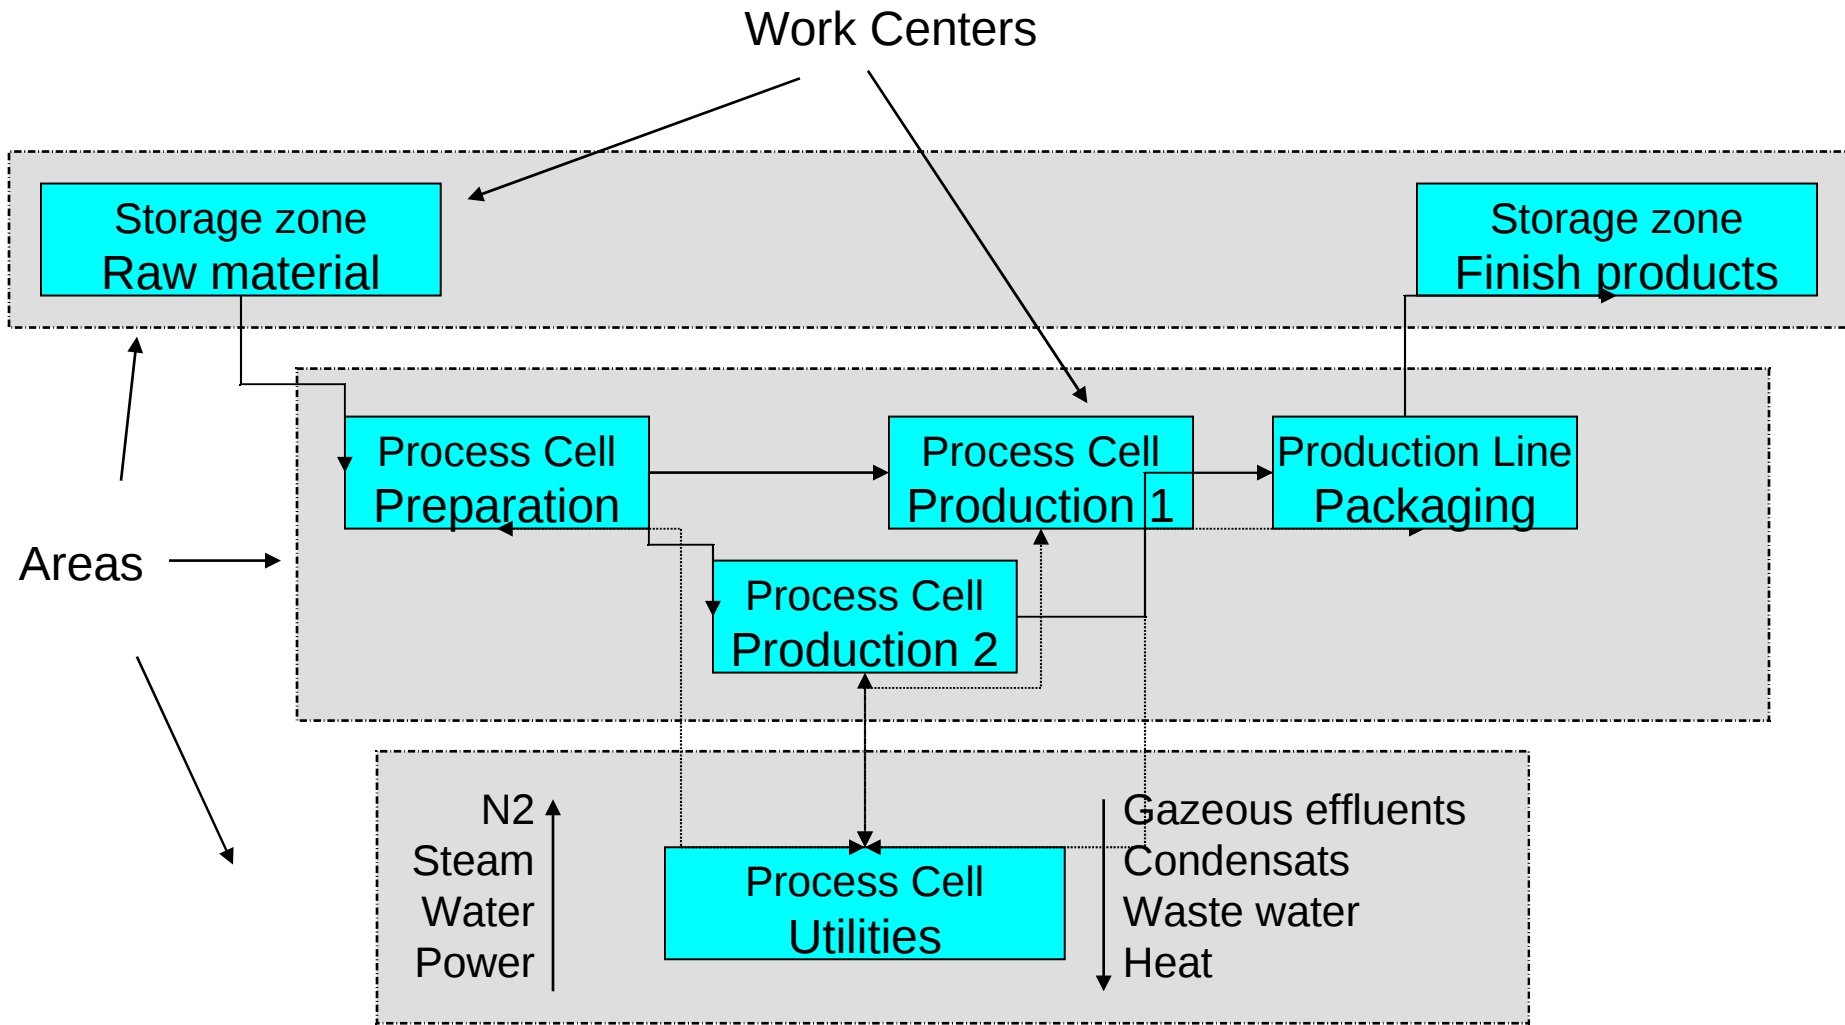 Work Centers
Storage zone
Raw material
Storage zone
Finish products
Process Cell
Preparation
Process Cell
Production 1
Production Line
Packaging
Areas
Process Cell
Production 2
N2
Steam
Water
Power
Process Cell
Utilities
Gazeous effluents
Condensats
Waste water
Heat